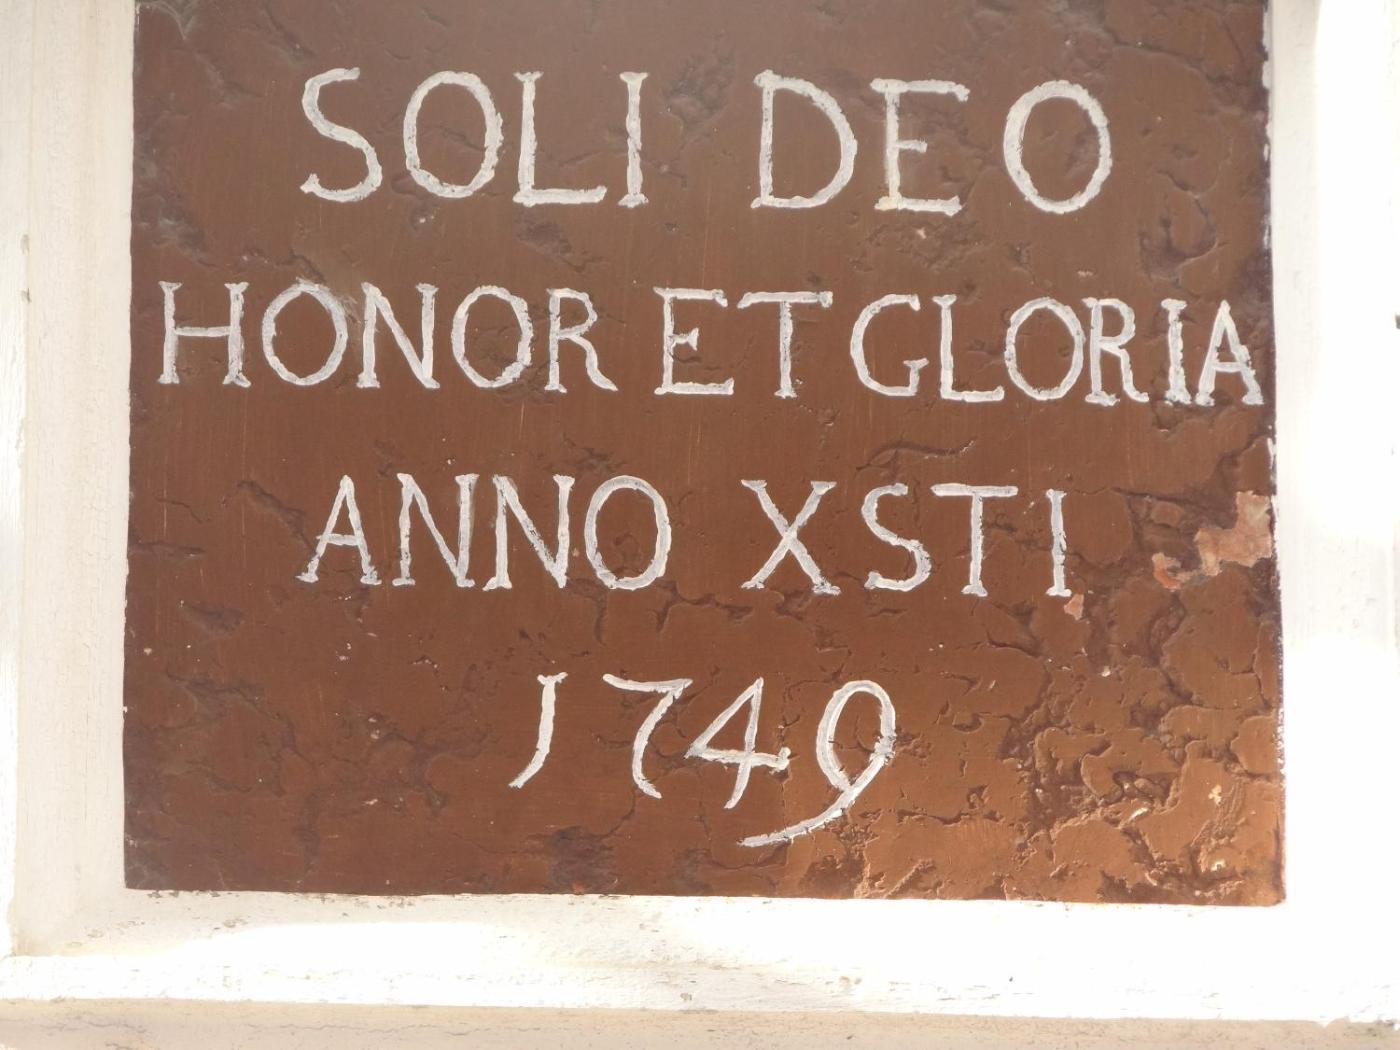 SOLI DEO
HONOR ET GLORIA
ANNO XSTI
1749